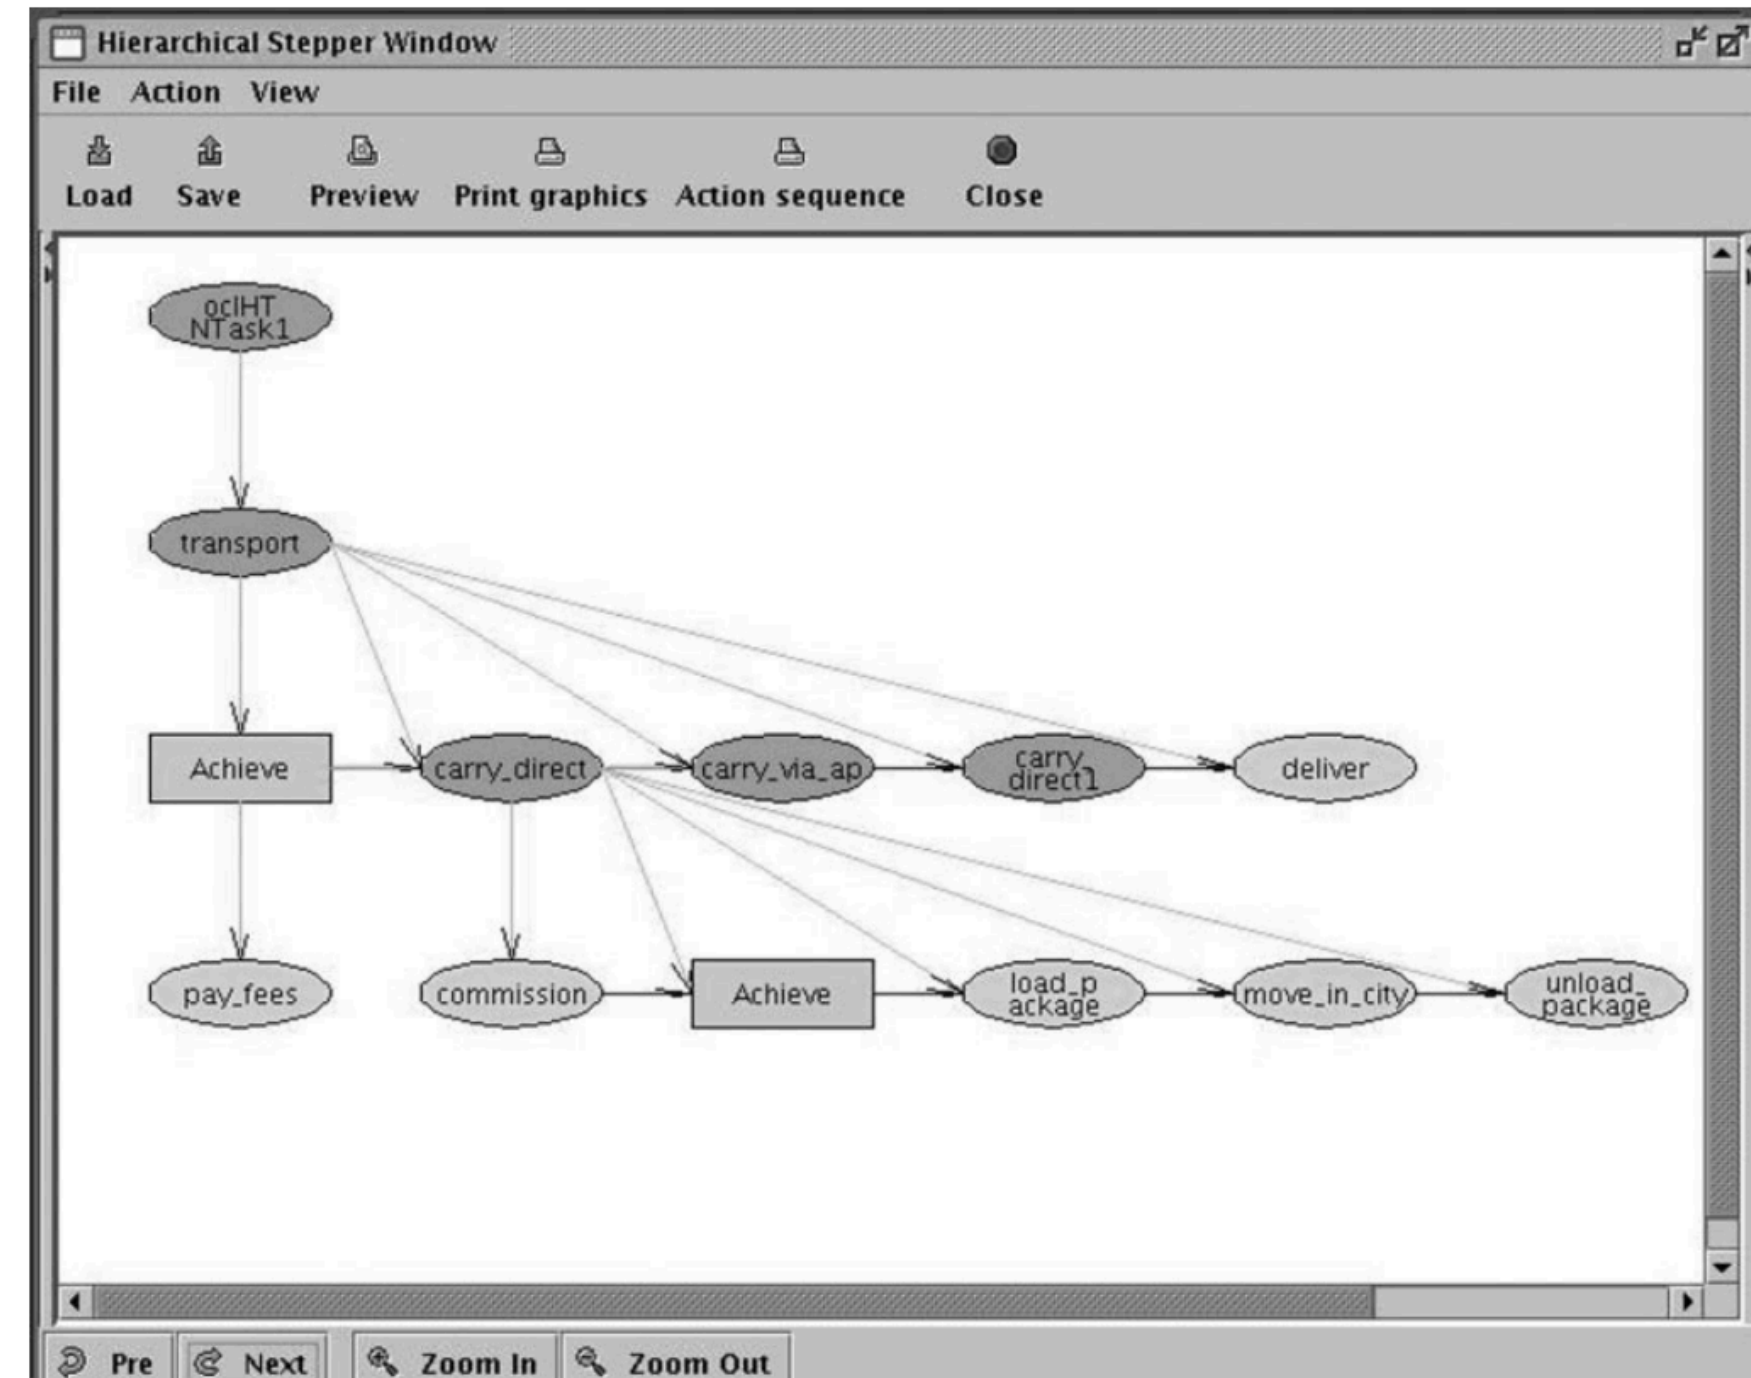 Hierarchical Stepper Window
File Action View
Load Save Preview Print graphics Action sequence Close
oclHT
NTask1
transport
Achieve
carry_direct
carry_via_ap
carry_
direct1
deliver
pay_fees
commission
Achieve
load_p
ackage
move_in_city
unload_
package
Pre Next Zoom In Zoom Out